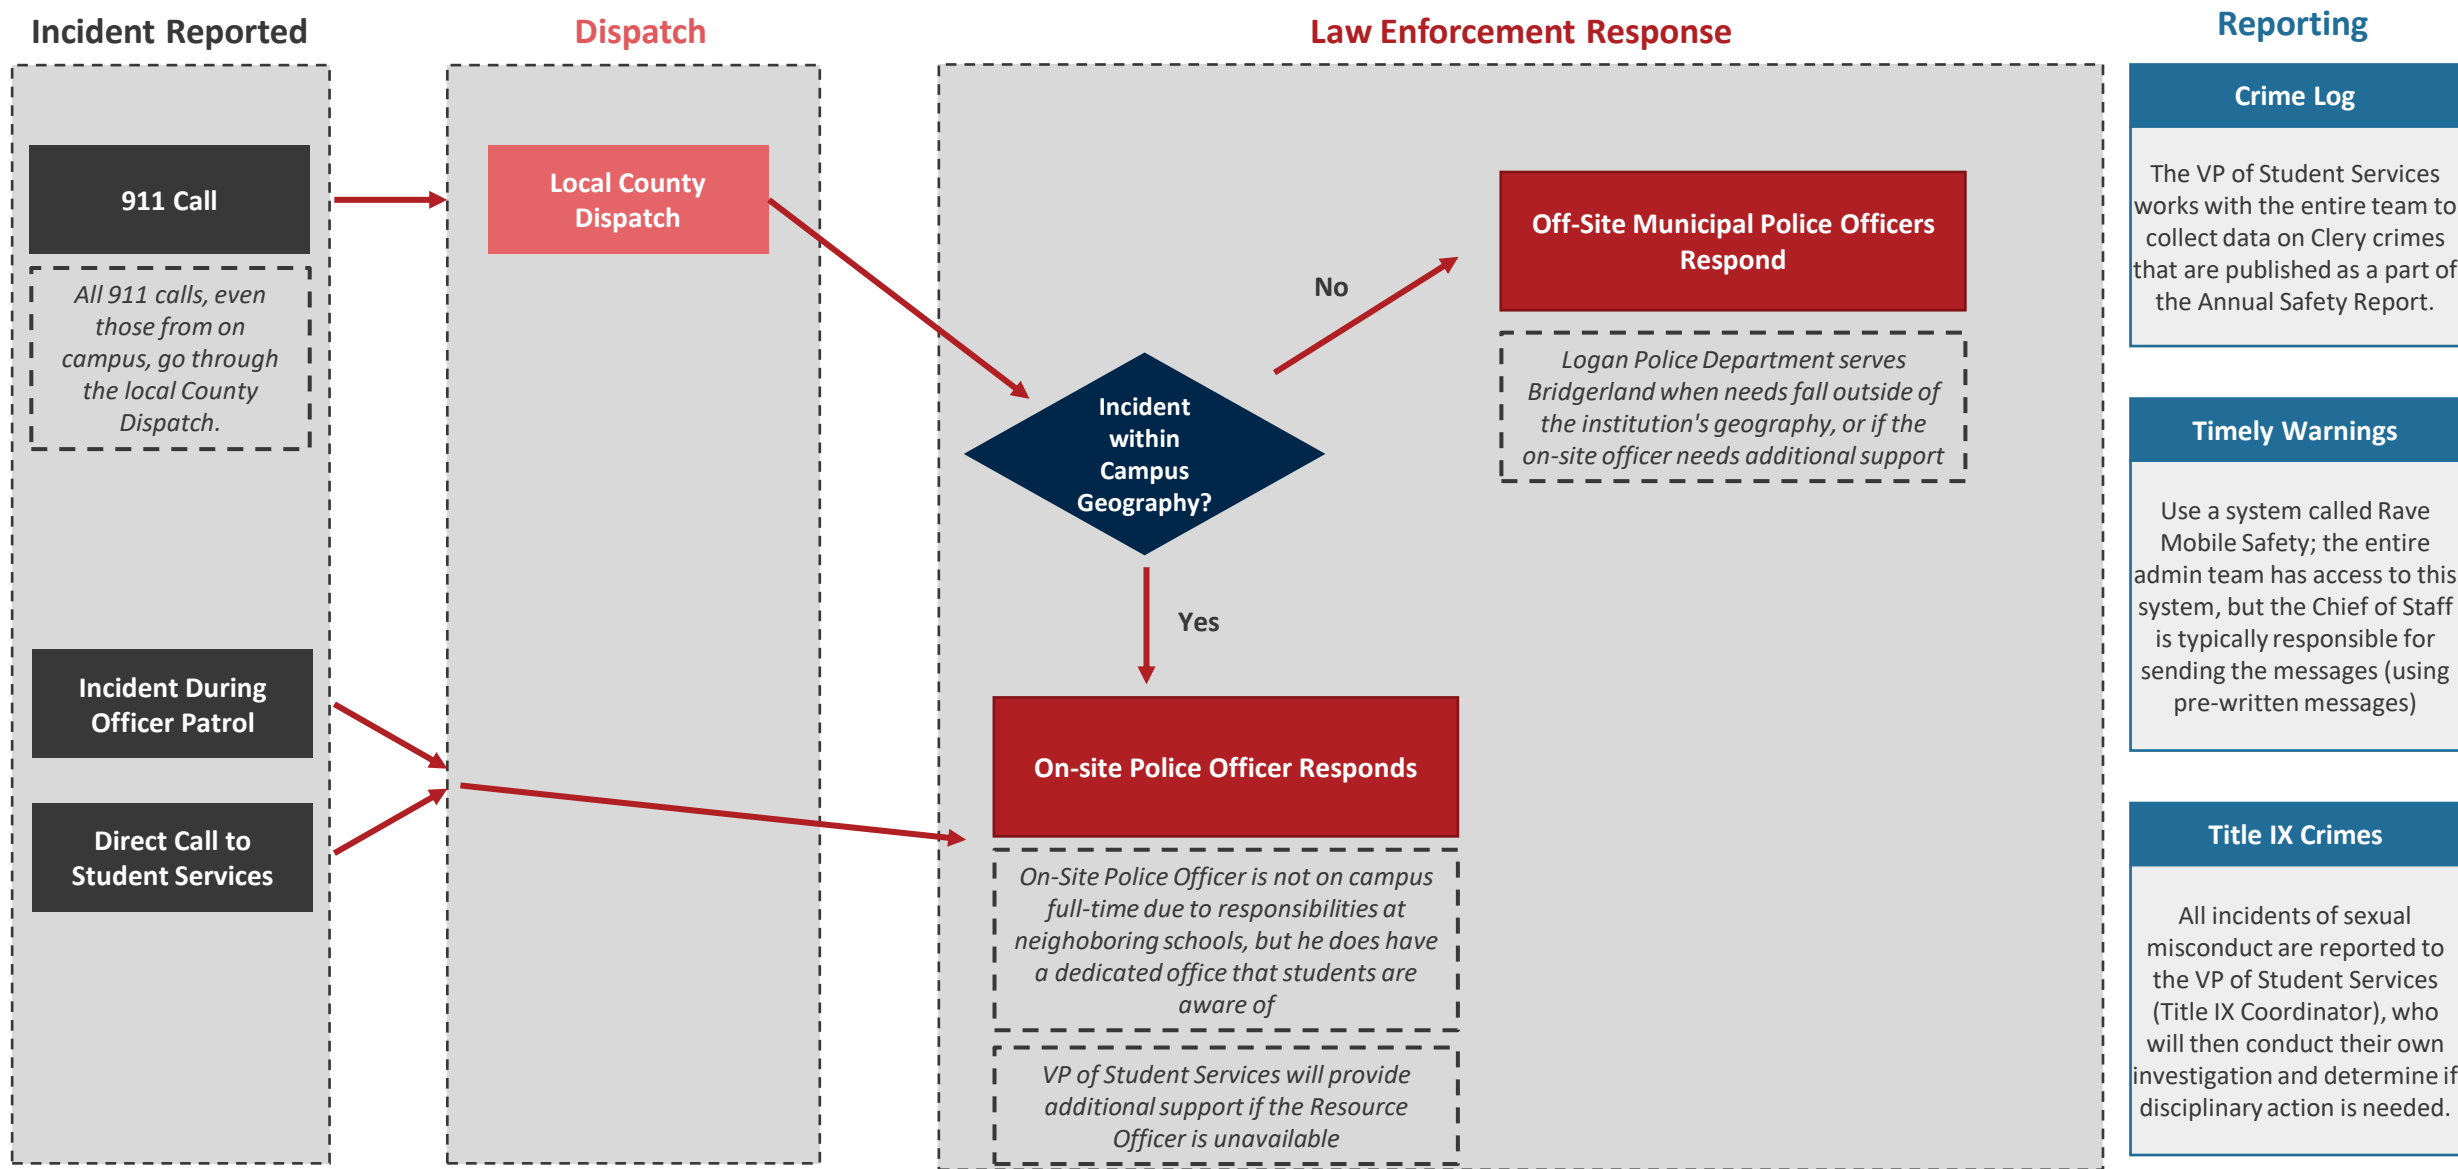 Incident Reported
Dispatch
Law Enforcement Response
Reporting
911 Call
All 911 calls, even
those from on
campus, go through
the local County
Dispatch.
Incident During
Officer Patrol
Direct Call to
Student Services
Local County
Dispatch
Incident
within
Campus
Geography?
No
Yes
Off-Site Municipal Police Officers
Respond
Logan Police Department serves
Bridgerland when needs fall outside of
the institution's geography, or if the
on-site officer needs additional support
On-site Police Officer Responds
On-Site Police Officer is not on campus
full-time due to responsibilities at
neighoboring schools, but he does have
a dedicated office that students are
aware of
VP of Student Services will provide
additional support if the Resource
Officer is unavailable
Crime Log
The VP of Student Services
works with the entire team to
collect data on Clery crimes
that are published as a part of
the Annual Safety Report.
Timely Warnings
Use a system called Rave
Mobile Safety; the entire
admin team has access to this
system, but the Chief of Staff
is typically responsible for
sending the messages (using
pre-written messages)
Title IX Crimes
All incidents of sexual
misconduct are reported to
the VP of Student Services
(Title IX Coordinator), who
will then conduct their own
investigation and determine if
disciplinary action is needed.